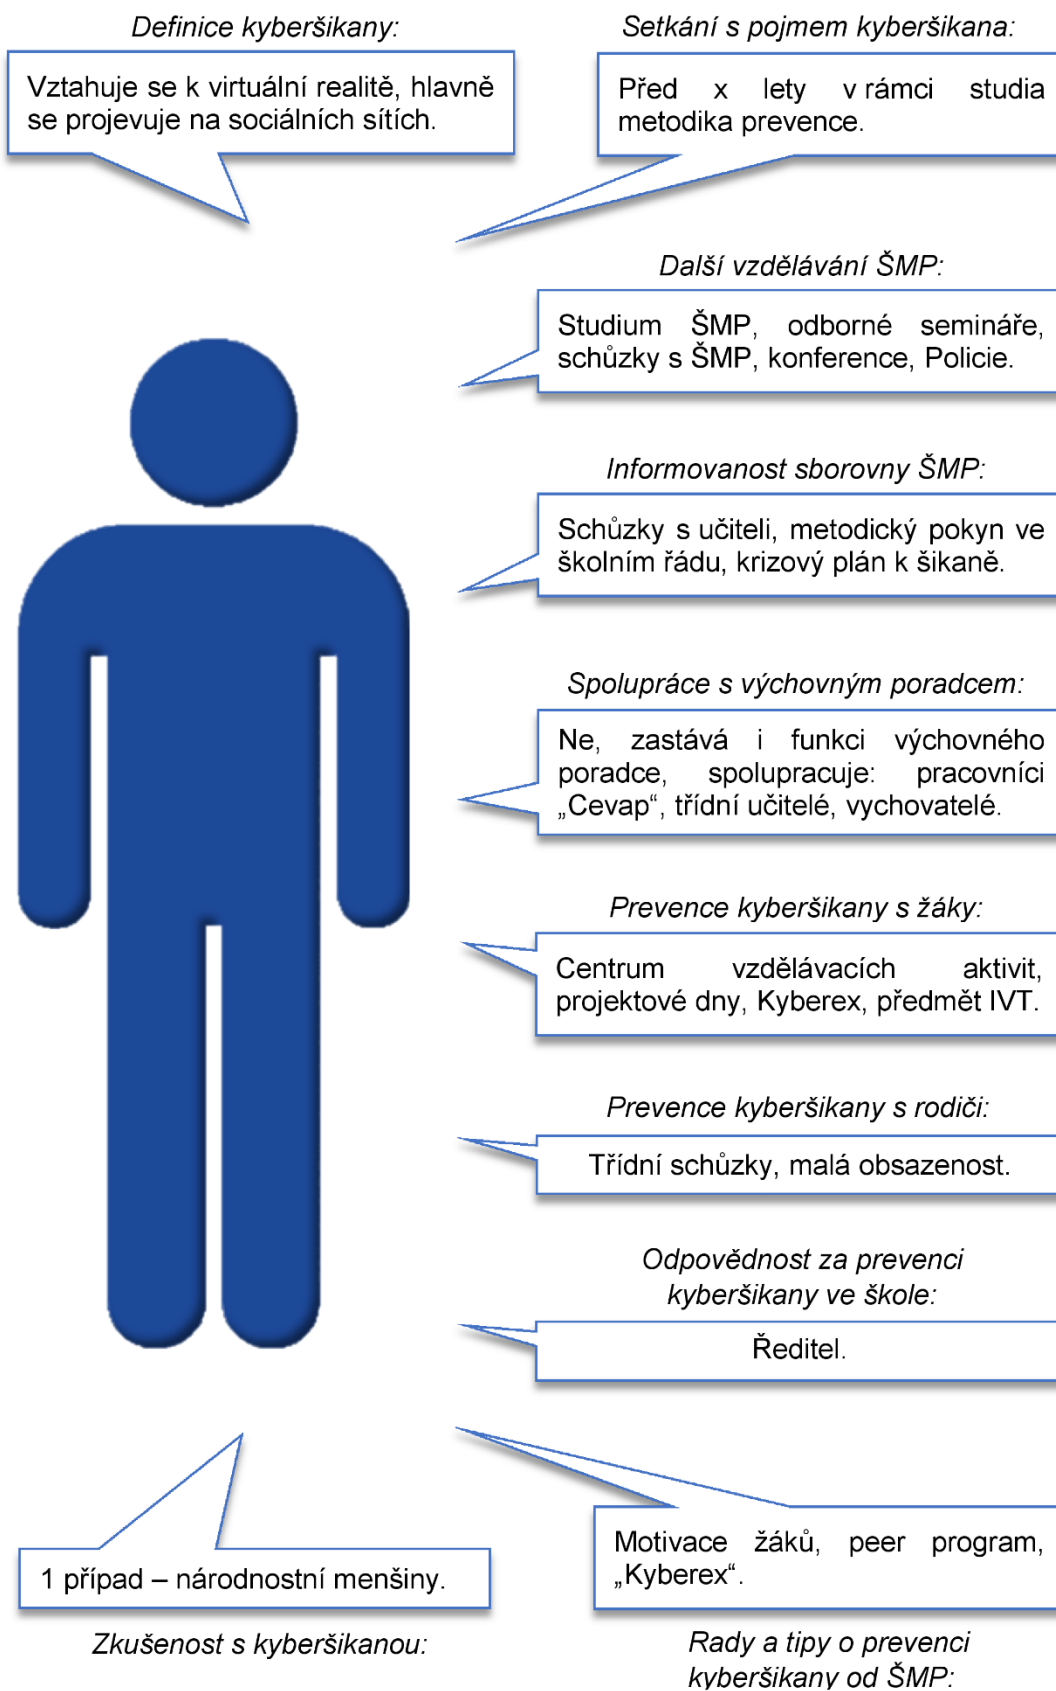 Definice kyberšikany:
Vztahuje se k virtuální realitě, hlavně
se projevuje na sociálních sítích.
Setkání s pojmem kyberšikana:
Před x lety v rámci studia
metodika prevence.
Další vzdělávání ŠMP:
Studium ŠMP, odborné semináře,
schůzky s ŠMP, konference, Policie.
Informovanost sborovny ŠMP:
Schůzky s učiteli, metodický pokyn ve
školním řádu, krizový plán k šikaně.
Spolupráce s výchovným poradcem:
Ne, zastává i funkci výchovného
poradce, spolupracuje: pracovníci
„Cevap“, třídní učitelé, vychovatelé.
Prevence kyberšikany s žáky:
Centrum vzdělávacích aktivit,
projektové dny, Kyberex, předmět IVT.
Prevence kyberšikany s rodiči:
Třídní schůzky, malá obsazenost.
Odpovědnost za prevenci
kyberšikany ve škole:
Ředitel.
1 případ – národnostní menšiny.
Zkušenost s kyberšikanou:
Motivace žáků, peer program,
„Kyberex“.
Rady a tipy o prevenci
kyberšikany od ŠMP: